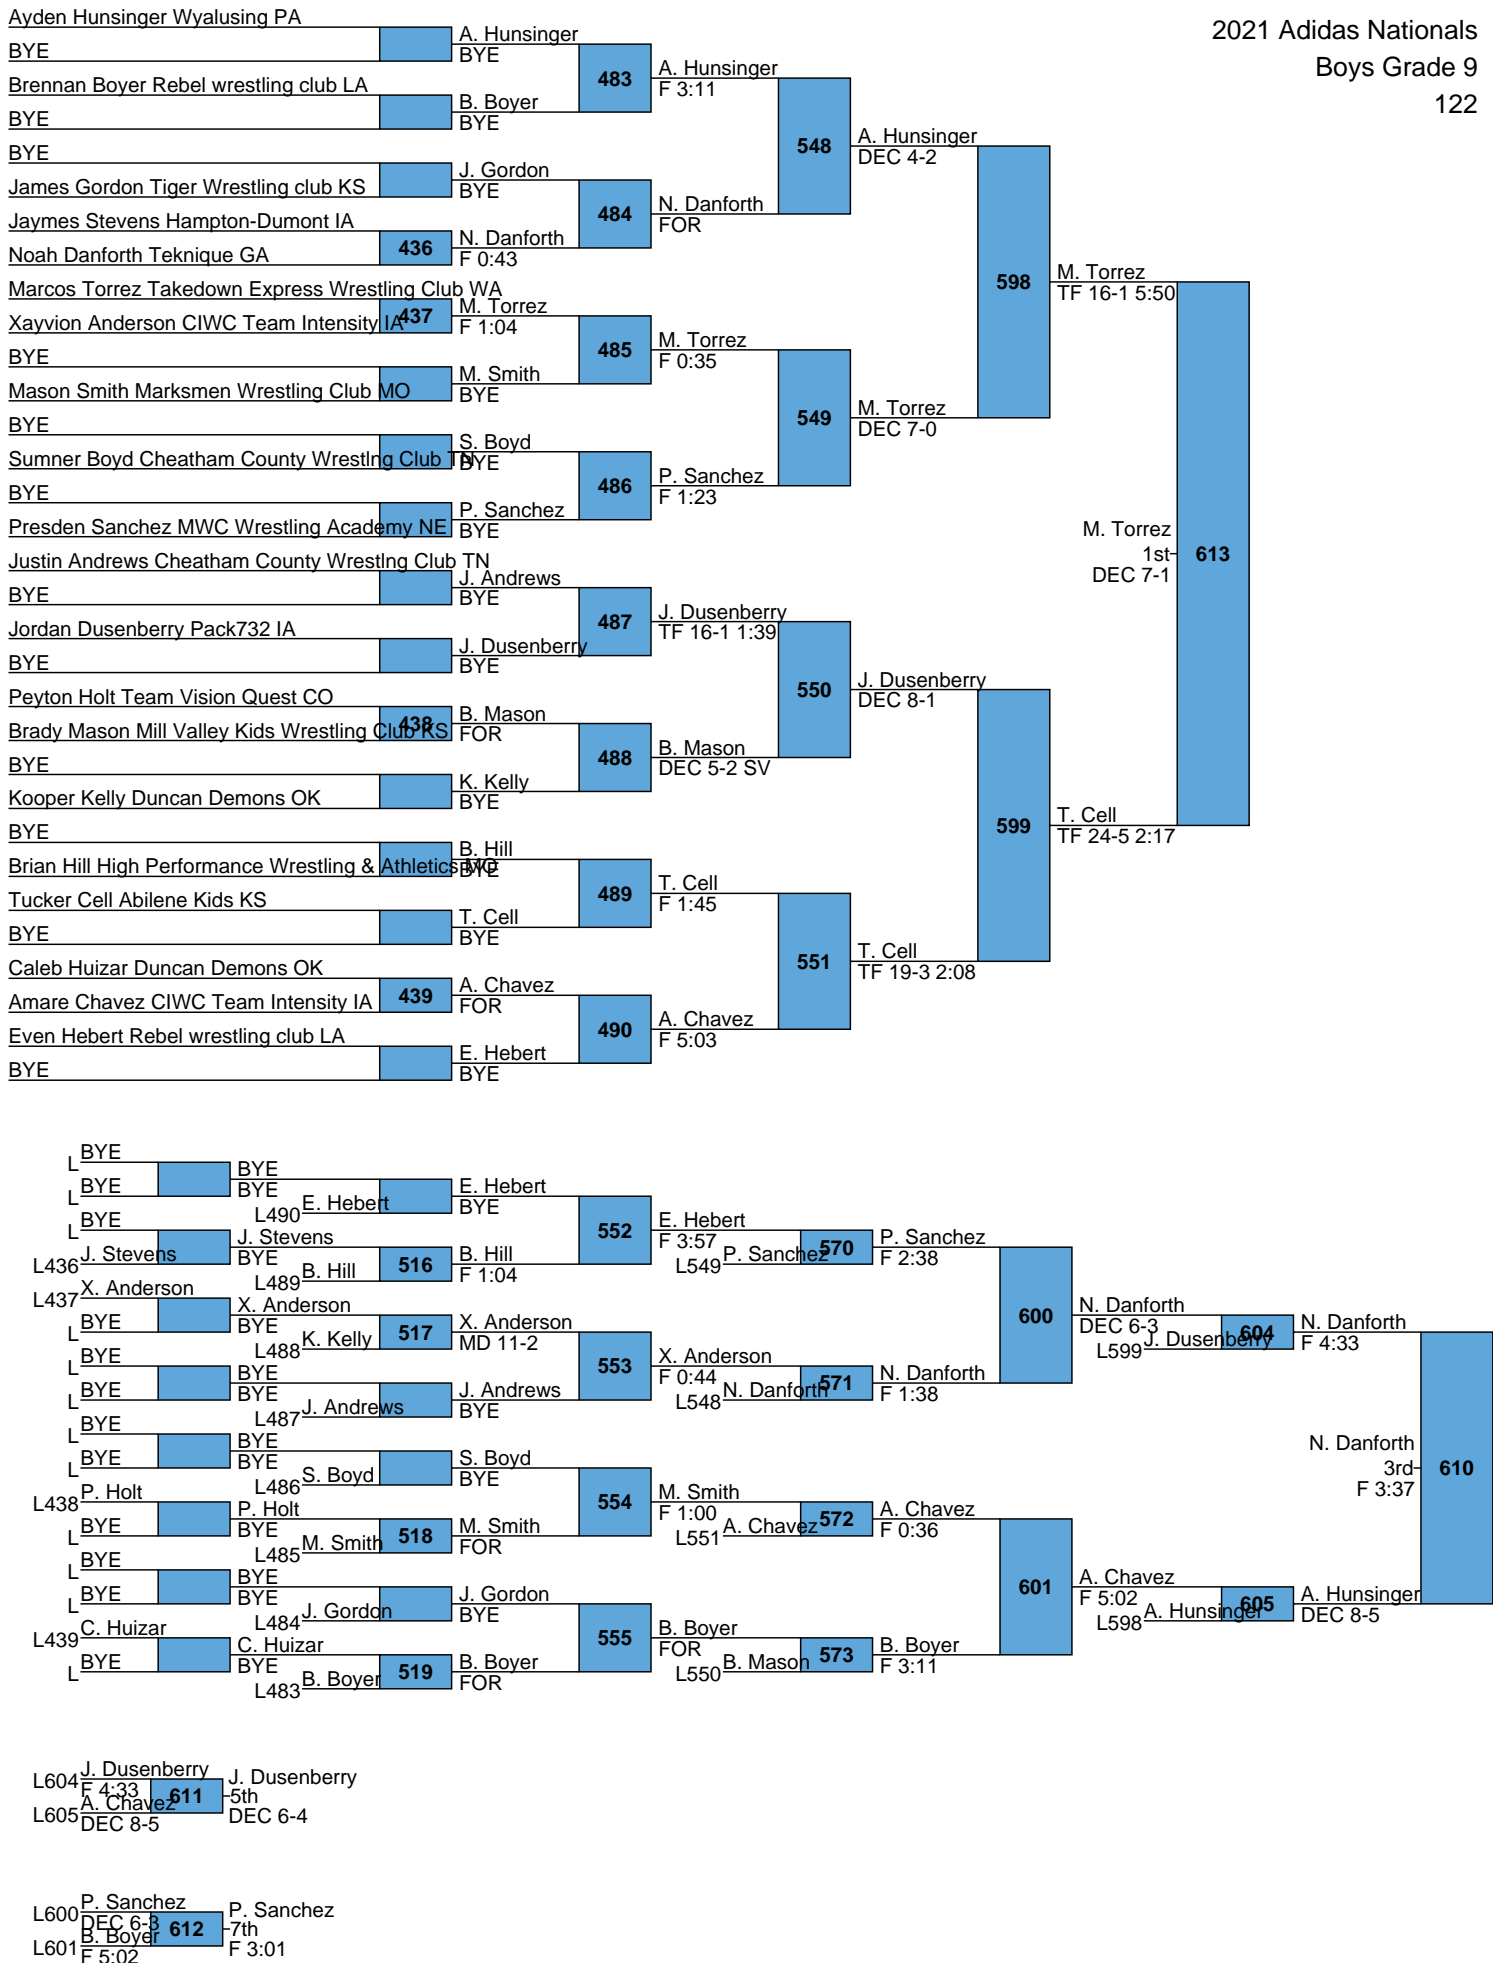 2021 Adidas Nationals
Boys Grade 9
122
Ayden Hunsinger Wyalusing PA
BYE
Brennan Boyer Rebel wrestling club LA
BYE
BYE
James Gordon Tiger Wrestling club KS
Jaymes Stevens Hampton-Dumont IA
Noah Danforth Teknique GA
Marcos Torrez Takedown Express Wrestling Club WA
Xayvion Anderson CIWC Team Intensity IA
BYE
Mason Smith Marksmen Wrestling Club MO
BYE
Sumner Boyd Cheatham County Wrestlng Club TN
BYE
Presden Sanchez MWC Wrestling Academy NE
Justin Andrews Cheatham County Wrestlng Club TN
BYE
Jordan Dusenberry Pack732 IA
BYE
Peyton Holt Team Vision Quest CO
Brady Mason Mill Valley Kids Wrestling Club KS
BYE
Kooper Kelly Duncan Demons OK
BYE
Brian Hill High Performance Wrestling & Athletics MO
Tucker Cell Abilene Kids KS
BYE
Caleb Huizar Duncan Demons OK
Amare Chavez CIWC Team Intensity IA
Even Hebert Rebel wrestling club LA
BYE
436
437
438
439
A. Hunsinger
BYE
B. Boyer
BYE
J. Gordon
BYE
N. Danforth
F 0:43
M. Torrez
F 1:04
M. Smith
BYE
S. Boyd
BYE
P. Sanchez
BYE
J. Andrews
BYE
J. Dusenberry
BYE
B. Mason
FOR
K. Kelly
BYE
B. Hill
BYE
T. Cell
BYE
A. Chavez
FOR
E. Hebert
BYE
483
484
485
486
487
488
489
490
A. Hunsinger
F 3:11
N. Danforth
FOR
M. Torrez
F 0:35
P. Sanchez
F 1:23
J. Dusenberry
TF 16-1 1:39
B. Mason
DEC 5-2 SV
T. Cell
F 1:45
A. Chavez
F 5:03
548
549
550
551
A. Hunsinger
DEC 4-2
M. Torrez
DEC 7-0
J. Dusenberry
DEC 8-1
T. Cell
TF 19-3 2:08
598
599
M. Torrez
TF 16-1 5:50
T. Cell
TF 24-5 2:17
613
M. Torrez
1st
DEC 7-1
L BYE
L BYE
L BYE
L436 J. Stevens
L437 X. Anderson
L BYE
L BYE
L BYE
L BYE
L BYE
L438 P. Holt
L BYE
L BYE
L BYE
L439 C. Huizar
L BYE
BYE
BYE
L490 E. Hebert
J. Stevens
BYE
L489 B. Hill
X. Anderson
BYE
L488 K. Kelly
BYE
BYE
L487 J. Andrews
BYE
BYE
L486 S. Boyd
P. Holt
BYE
L485 M. Smith
BYE
BYE
L484 J. Gordon
C. Huizar
BYE
L483 B. Boyer
516
517
518
519
E. Hebert
BYE
B. Hill
F 1:04
X. Anderson
MD 11-2
J. Andrews
BYE
S. Boyd
BYE
M. Smith
FOR
J. Gordon
BYE
B. Boyer
FOR
552
553
554
555
E. Hebert
F 3:57
L549 P. Sanchez
X. Anderson
F 0:44
L548 N. Danforth
M. Smith
F 1:00
L551 A. Chavez
B. Boyer
FOR
L550 B. Mason
570
571
572
573
P. Sanchez
F 2:38
N. Danforth
F 1:38
A. Chavez
F 0:36
B. Boyer
F 3:11
600
601
N. Danforth
DEC 6-3
L599 J. Dusenberry
A. Chavez
F 5:02
L598 A. Hunsinger
604
605
N. Danforth
F 4:33
A. Hunsinger
DEC 8-5
610
N. Danforth
3rd
F 3:37
L604 J. Dusenberry
F 4:33
L605 A. Chavez
DEC 8-5
611
J. Dusenberry
5th
DEC 6-4
L600 P. Sanchez
DEC 6-3
L601 B. Boyer
F 5:02
612
P. Sanchez
7th
F 3:01